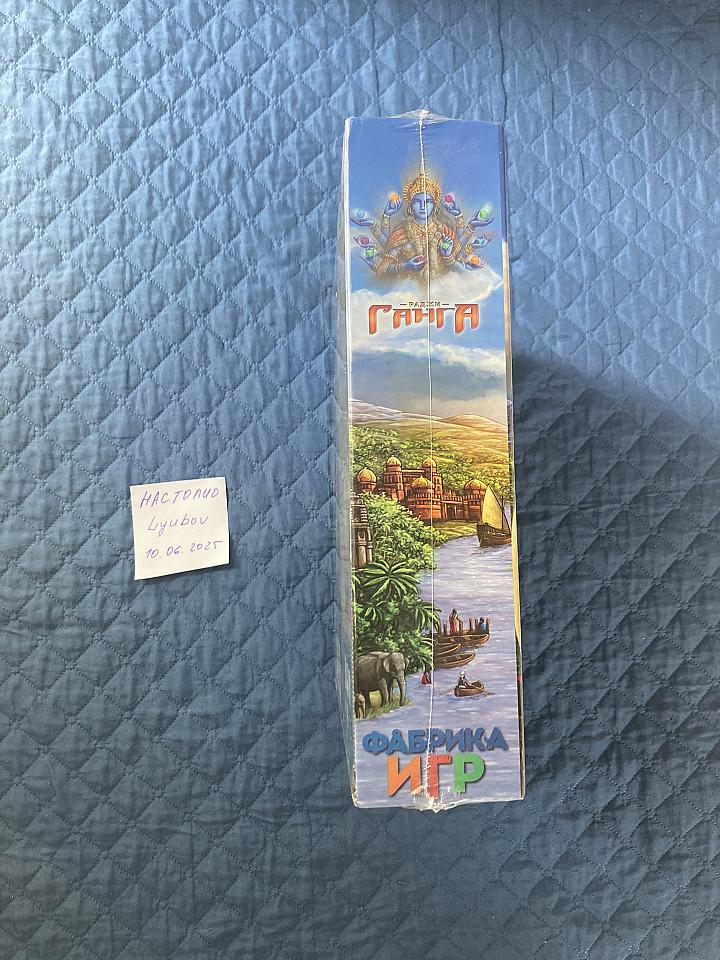 НАСТОЛИО
Lyubov
10.06.2025
РАДЖИ
ГАНГА
ФАБРИКА
ИГР